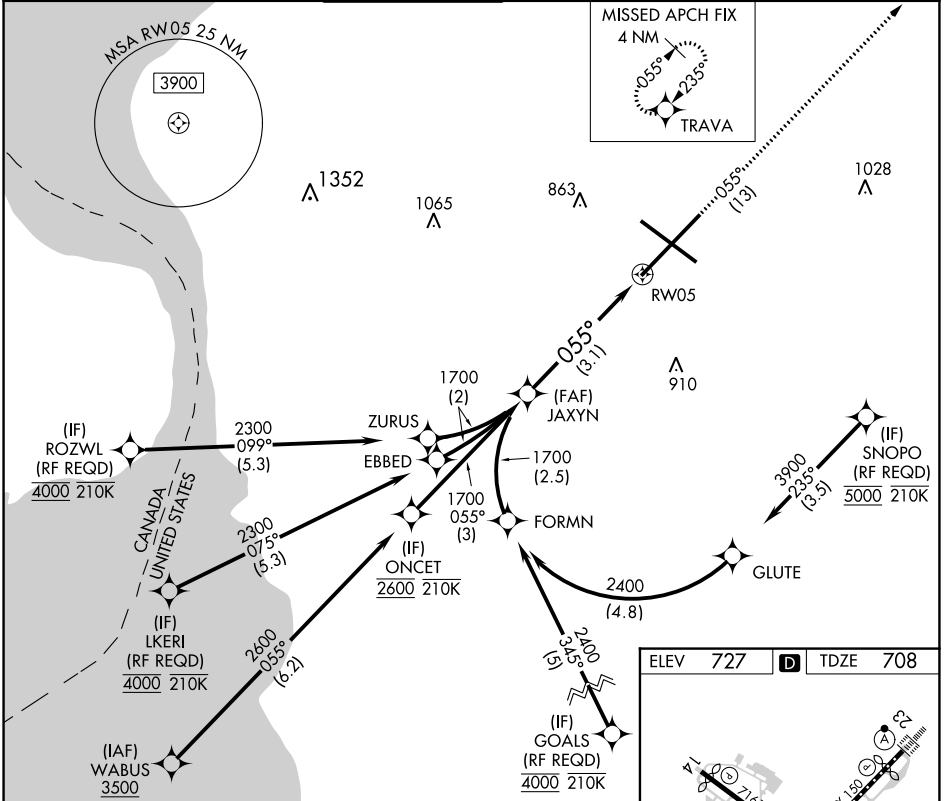 MSA RW05 25 NM
3900
MISSED APCH FIX
4 NM
055°
235°
TRAVA
1352
1065
863
1028
055°
(13)
RW05
055°
(3.1)
910
1700
(2)
(FAF)
JAXYN
ZURUS
EBBED
(IF)
ROZWL
(RF REQD)
4000 210K
2300
099°
(5.3)
1700
(2.5)
(IF)
SNOPO
(RF REQD)
5000 210K
3900
235°
(3.5)
CANADA
UNITED STATES
2300
075°
(5.3)
1700
055°
(3)
FORMN
(IF)
ONCET
2600 210K
GLUTE
2400
(4.8)
(IF)
LKERI
(RF REQD)
4000 210K
2600
055°
(6.2)
2400
345°
(5)
(IAF)
WABUS
3500
(IF)
GOALS
(RF REQD)
4000 210K
ELEV 727 D TDZE 708
23
A
14
P
716
P
150